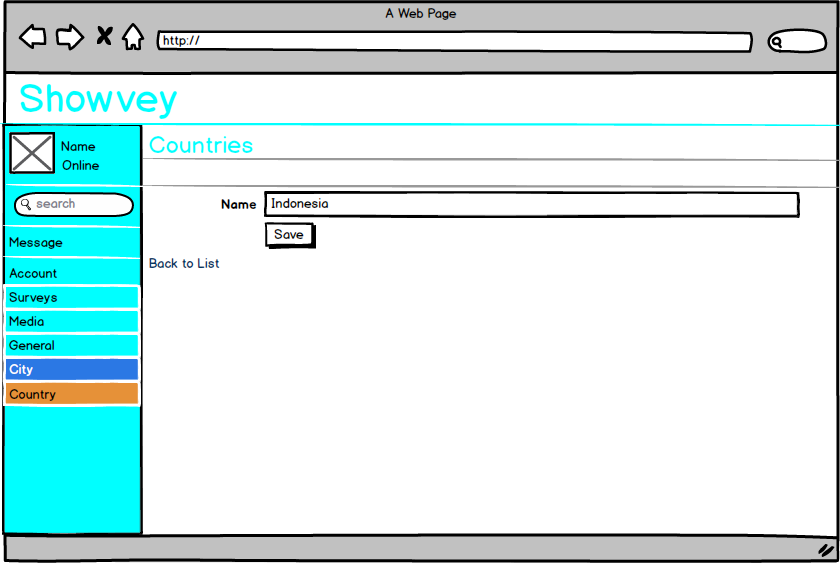 A Web Page
http://
Showvey
Name
Online
Countries
search
Name Indonesia
Save
Back to List
Message
Account
Surveys
Media
General
City
Country